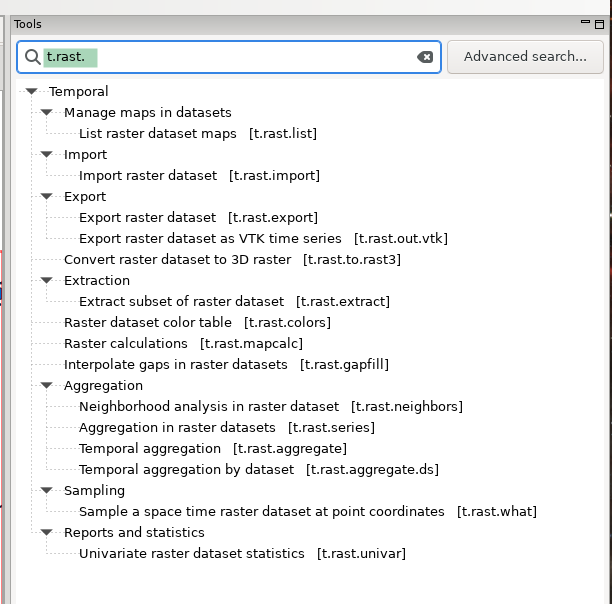 Tools
t.rast.
Advanced search...
Temporal
Manage maps in datasets
List raster dataset maps [t.rast.list]
Import
Import raster dataset [t.rast.import]
Export
Export raster dataset [t.rast.export]
Export raster dataset as VTK time series [t.rast.out.vtk]
Convert raster dataset to 3D raster [t.rast.to.rast3]
Extraction
Extract subset of raster dataset [t.rast.extract]
Raster dataset color table [t.rast.colors]
Raster calculations [t.rast.mapcalc]
Interpolate gaps in raster datasets [t.rast.gapfill]
Aggregation
Neighborhood analysis in raster dataset [t.rast.neighbors]
Aggregation in raster datasets [t.rast.series]
Temporal aggregation [t.rast.aggregate]
Temporal aggregation by dataset [t.rast.aggregate.ds]
Sampling
Sample a space time raster dataset at point coordinates [t.rast.what]
Reports and statistics
Univariate raster dataset statistics [t.rast.univar]